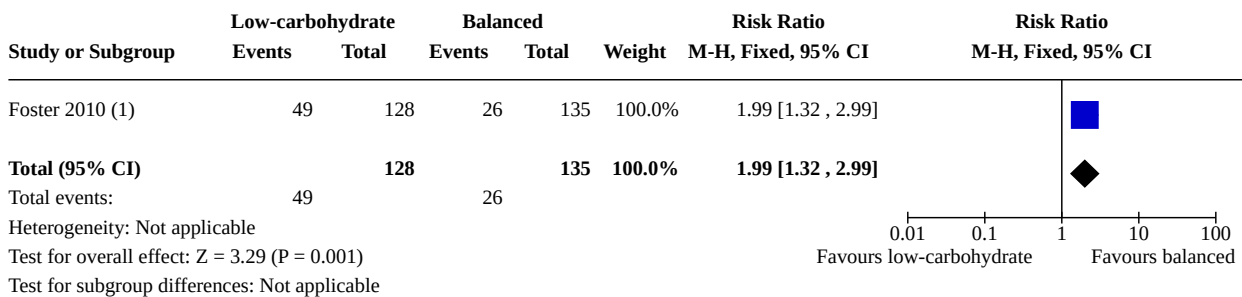 Low-carbohydrate Balanced Risk Ratio Risk Ratio
Study or Subgroup Events Total Events Total Weight M-H, Fixed, 95% CI M-H, Fixed, 95% CI
Foster 2010 (1) 49 128 26 135 100.0% 1.99 [1.32 , 2.99]
Total (95% CI) 128 135 100.0% 1.99 [1.32 , 2.99]
Total events: 49 26
Heterogeneity: Not applicable
0.01 0.1 1 10 100
Test for overall effect: Z = 3.29 (P = 0.001) Favours low-carbohydrate Favours balanced
Test for subgroup differences: Not applicable